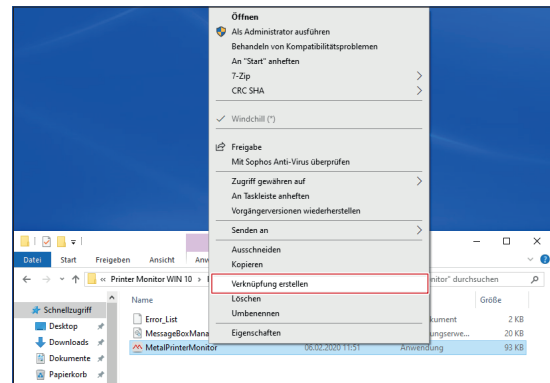 Öffnen
Als Administrator ausführen
Behandeln von Kompatibilitätsproblemen
An "Start" anheften
7-Zip
CRC SHA
Windchill (*)
Freigabe
Mit Sophos Anti-Virus überprüfen
Zugriff gewähren auf
An Taskleiste anheften
Vorgängerversionen wiederherstellen
Senden an
Ausschneiden
Kopieren
Verknüpfung erstellen
Löschen
Umbenennen
Eigenschaften
Datei Start Freigeben Ansicht
« Printer Monitor WIN 10 › durchsuchen
Schnellzugriff
Desktop
Downloads
Dokumente
Papierkorb
Name Größe
Error_List 2 KB
MessageBoxMana 20 KB
MetalPrinterMonitor 06.02.2020 11:51 Anwendung 93 KB